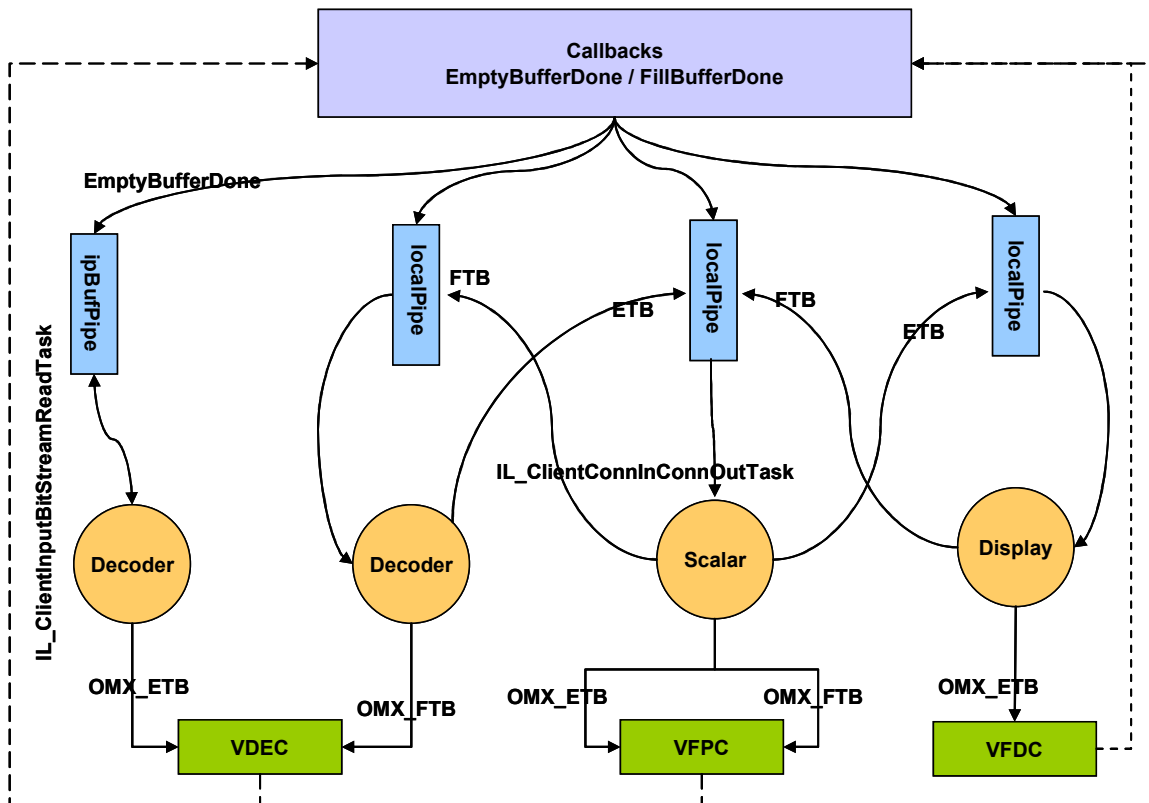 Callbacks
EmptyBufferDone / FillBufferDone
EmptyBufferDone
ipBufPipe
localPipe
localPipe
localPipe
FTB
ETB
FTB
ETB
IL_ClientInputBitStreamReadTask
IL_ClientConnInConnOutTask
Decoder
Decoder
Scalar
Display
OMX_ETB
OMX_FTB
OMX_ETB
OMX_FTB
OMX_ETB
VDEC
VFPC
VFDC